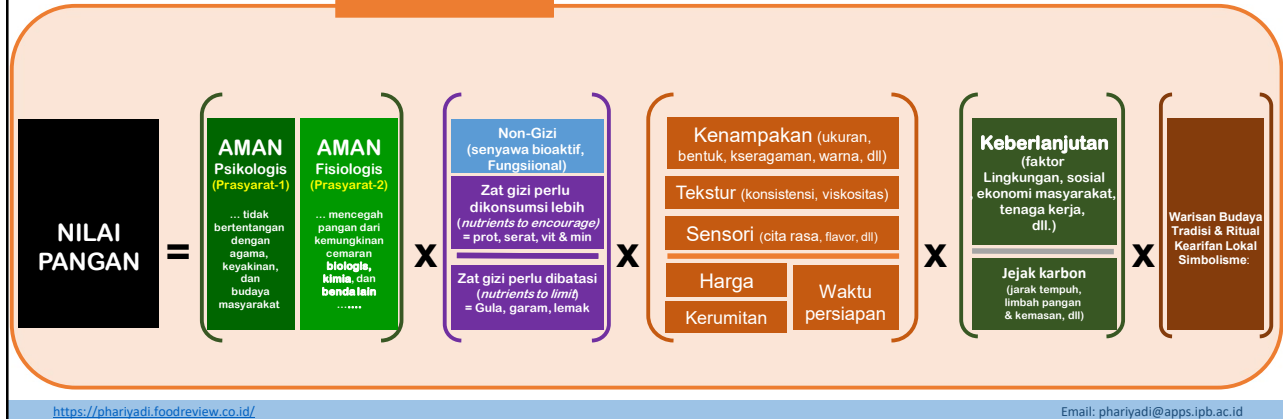 NILAI
PANGAN
=
AMAN
Psikologis
(Prasyarat-1)
... tidak
bertentangan
dengan
agama,
keyakinan,
dan
budaya
masyarakat
AMAN
Fisiologis
(Prasyarat-2)
... mencegah
pangan dari
kemungkinan
cemaran
biologis,
kimia, dan
benda lain
.......
x
Non-Gizi
(senyawa bioaktif,
Fungsiional)
Zat gizi perlu
dikonsumsi lebih
(nutrients to encourage)
= prot, serat, vit & min
Zat gizi perlu dibatasi
(nutrients to limit)
= Gula, garam, lemak
x
Kenampakan (ukuran,
bentuk, kseragaman, warna, dll)
Tekstur (konsistensi, viskositas)
Sensori (cita rasa, flavor, dll)
Harga
Kerumitan
Waktu
persiapan
x
Keberlanjutan
(faktor
Lingkungan, sosial
, ekonomi masyarakat,
tenaga kerja,
dll.)
Jejak karbon
(jarak tempuh,
limbah pangan
& kemasan, dll)
x
Warisan Budaya
Tradisi & Ritual
Kearifan Lokal
Simbolisme:
https://phariyadi.foodreview.co.id/
Email: phariyadi@apps.ipb.ac.id